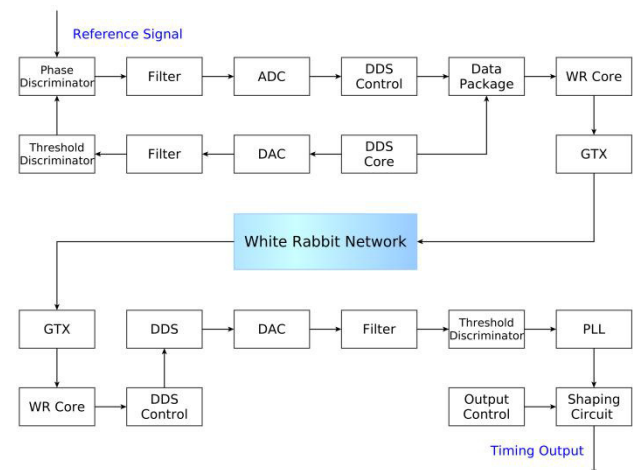 Reference Signal
Phase
Discriminator
Filter
ADC
DDS
Control
Data
Package
WR Core
Threshold
Discriminator
Filter
DAC
DDS
Core
GTX
White Rabbit Network
GTX
DDS
DAC
Filter
Threshold
Discriminator
PLL
WR Core
DDS
Control
Output
Control
Shaping
Circuit
Timing Output